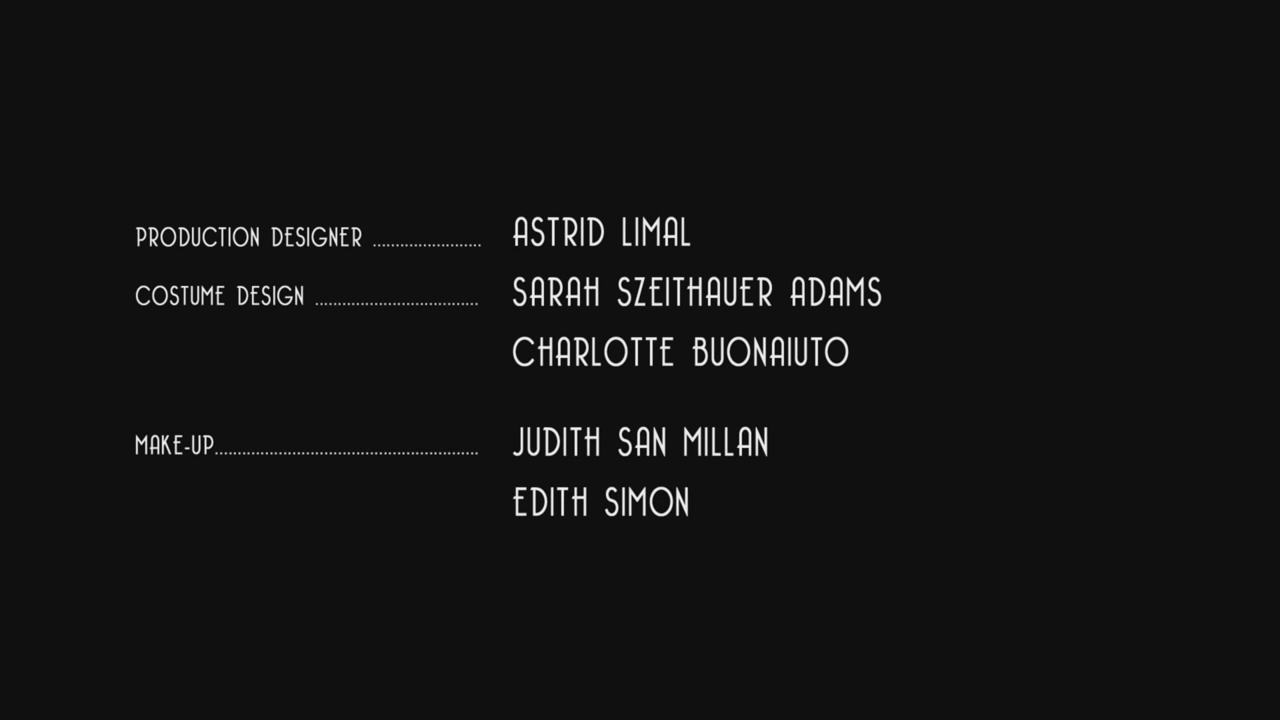 PRODUCTION DESIGNER ........................ ASTRID LIMAL
COSTUME DESIGN .................................... SARAH SZEITHAUER ADAMS
CHARLOTTE BUONAIUTO
MAKE-UP.......................................................... JUDITH SAN MILLAN
EDITH SIMON